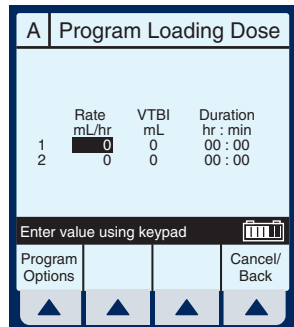 A Program Loading Dose
Rate VTBI Duration
mL/hr mL hr : min
1 0 0 00 : 00
2 0 0 00 : 00
Enter value using keypad
Program Options Cancel/ Back